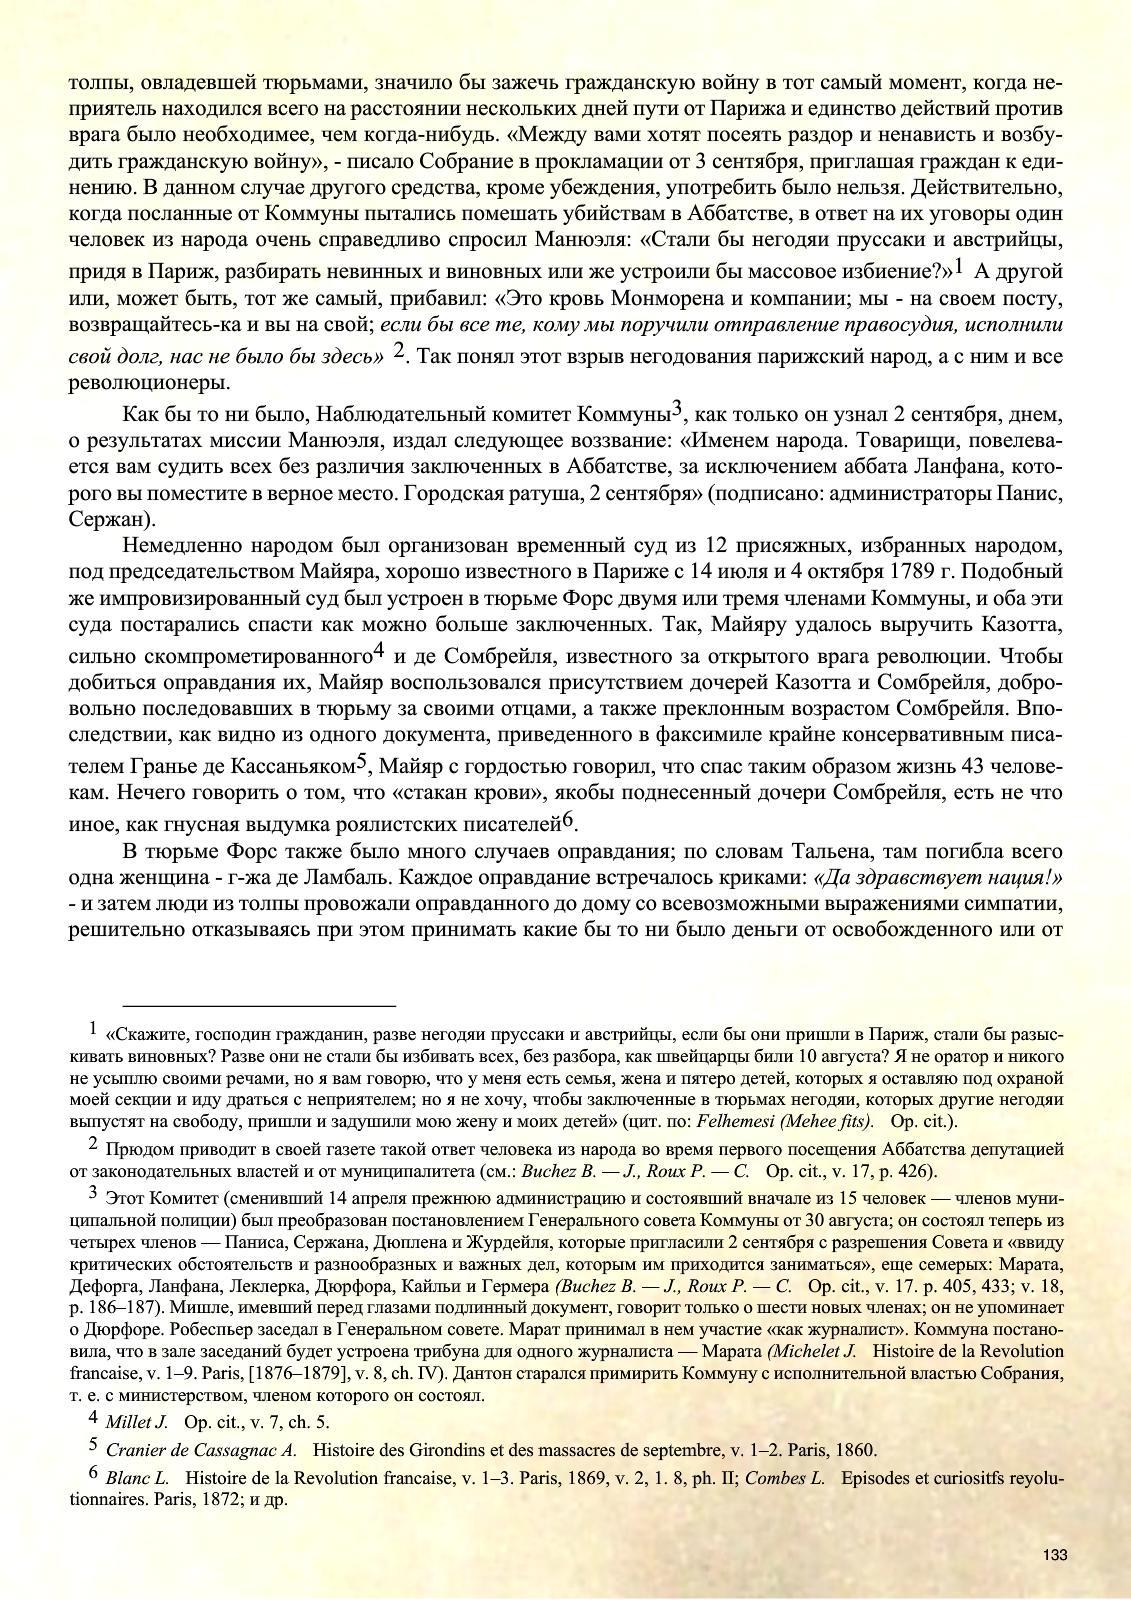 толпы, овладевшей тюрьмами, значило бы зажечь гражданскую войну в тот самый момент, когда не-
приятель находился всего на расстоянии нескольких дней пути от Парижа и единство действий против
врага было необходимее, чем когда-нибудь. «Между вами хотят посеять раздор и ненависть и возбу-
дить гражданскую войну», - писало Собрание в прокламации от 3 сентября, приглашая граждан к еди-
нению. В данном случае другого средства, кроме убеждения, употребить было нельзя. Действительно,
когда посланные от Коммуны пытались помешать убийствам в Аббатстве, в ответ на их уговоры один
человек из народа очень справедливо спросил Манюэля: «Стали бы негодяи пруссаки и австрийцы,
придя в Париж, разбирать невинных и виновных или же устроили бы массовое избиение?»1 А другой
или, может быть, тот же самый, прибавил: «Это кровь Монморена и компании; мы - на своем посту,
возвращайтесь-ка и вы на свой; если бы все те, кому мы поручили отправление правосудия, исполнили
свой долг, нас не было бы здесь» 2. Так понял этот взрыв негодования парижский народ, а с ним и все
революционеры.
Как бы то ни было, Наблюдательный комитет Коммуны3, как только он узнал 2 сентября, днем,
о результатах миссии Манюэля, издал следующее воззвание: «Именем народа. Товарищи, повелева-
ется вам судить всех без различия заключенных в Аббатстве, за исключением аббата Ланфана, кото-
рого вы поместите в верное место. Городская ратуша, 2 сентября» (подписано: администраторы Панис,
Сержан).
Немедленно народом был организован временный суд из 12 присяжных, избранных народом,
под председательством Майяра, хорошо известного в Париже с 14 июля и 4 октября 1789 г. Подобный
же импровизированный суд был устроен в тюрьме Форс двумя или тремя членами Коммуны, и оба эти
суда постарались спасти как можно больше заключенных. Так, Майяру удалось выручить Казотта,
сильно скомпрометированного4 и де Сомбрейля, известного за открытого врага революции. Чтобы
добиться оправдания их, Майяр воспользовался присутствием дочерей Казотта и Сомбрейля, добро-
вольно последовавших в тюрьму за своими отцами, а также преклонным возрастом Сомбрейля. Впо-
следствии, как видно из одного документа, приведенного в факсимиле крайне консервативным писа-
телем Гранье де Кассаньяком5, Майяр с гордостью говорил, что спас таким образом жизнь 43 челове-
кам. Нечего говорить о том, что «стакан крови», якобы поднесенный дочери Сомбрейля, есть не что
иное, как гнусная выдумка роялистских писателей6.
В тюрьме Форс также было много случаев оправдания; по словам Тальена, там погибла всего
одна женщина - г-жа де Ламбаль. Каждое оправдание встречалось криками: «Да здравствует нация!»
- и затем люди из толпы провожали оправданного до дому со всевозможными выражениями симпатии,
решительно отказываясь при этом принимать какие бы то ни было деньги от освобожденного или от
1 «Скажите, господин гражданин, разве негодяи пруссаки и австрийцы, если бы они пришли в Париж, стали бы разыс-
кивать виновных? Разве они не стали бы избивать всех, без разбора, как швейцарцы били 10 августа? Я не оратор и никого
не усыплю своими речами, но я вам говорю, что у меня есть семья, жена и пятеро детей, которых я оставляю под охраной
моей секции и иду драться с неприятелем; но я не хочу, чтобы заключенные в тюрьмах негодяи, которых другие негодяи
выпустят на свободу, пришли и задушили мою жену и моих детей» (цит. по: Felhemesi (Mehee fits). Op. cit.).
2 Прюдом приводит в своей газете такой ответ человека из народа во время первого посещения Аббатства депутацией
от законодательных властей и от муниципалитета (см.: Buchez B. — J., Roux P. — C. Op. cit., v. 17, p. 426).
3 Этот Комитет (сменивший 14 апреля прежнюю администрацию и состоявший вначале из 15 человек — членов муни-
ципальной полиции) был преобразован постановлением Генерального совета Коммуны от 30 августа; он состоял теперь из
четырех членов — Паниса, Сержана, Дюплена и Журдейля, которые пригласили 2 сентября с разрешения Совета и «ввиду
критических обстоятельств и разнообразных и важных дел, которым им приходится заниматься», еще семерых: Марата,
Дефорга, Ланфана, Леклерка, Дюрфора, Кайльи и Гермера (Buchez B. — J., Roux P. — C. Op. cit., v. 17. p. 405, 433; v. 18,
p. 186–187). Мишле, имевший перед глазами подлинный документ, говорит только о шести новых членах; он не упоминает
о Дюрфоре. Робеспьер заседал в Генеральном совете. Марат принимал в нем участие «как журналист». Коммуна постано-
вила, что в зале заседаний будет устроена трибуна для одного журналиста — Марата (Michelet J. Histoire de la Revolution
francaise, v. 1–9. Paris, [1876–1879], v. 8, ch. IV). Дантон старался примирить Коммуну с исполнительной властью Собрания,
т. е. с министерством, членом которого он состоял.
4 Millet J. Op. cit., v. 7, ch. 5.
5 Cranier de Cassagnac A. Histoire des Girondins et des massacres de septembre, v. 1–2. Paris, 1860.
6 Blanc L. Histoire de la Revolution francaise, v. 1–3. Paris, 1869, v. 2, 1. 8, ph. II; Combes L. Episodes et curiositfs reyolu-
tionnaires. Paris, 1872; и др.
133